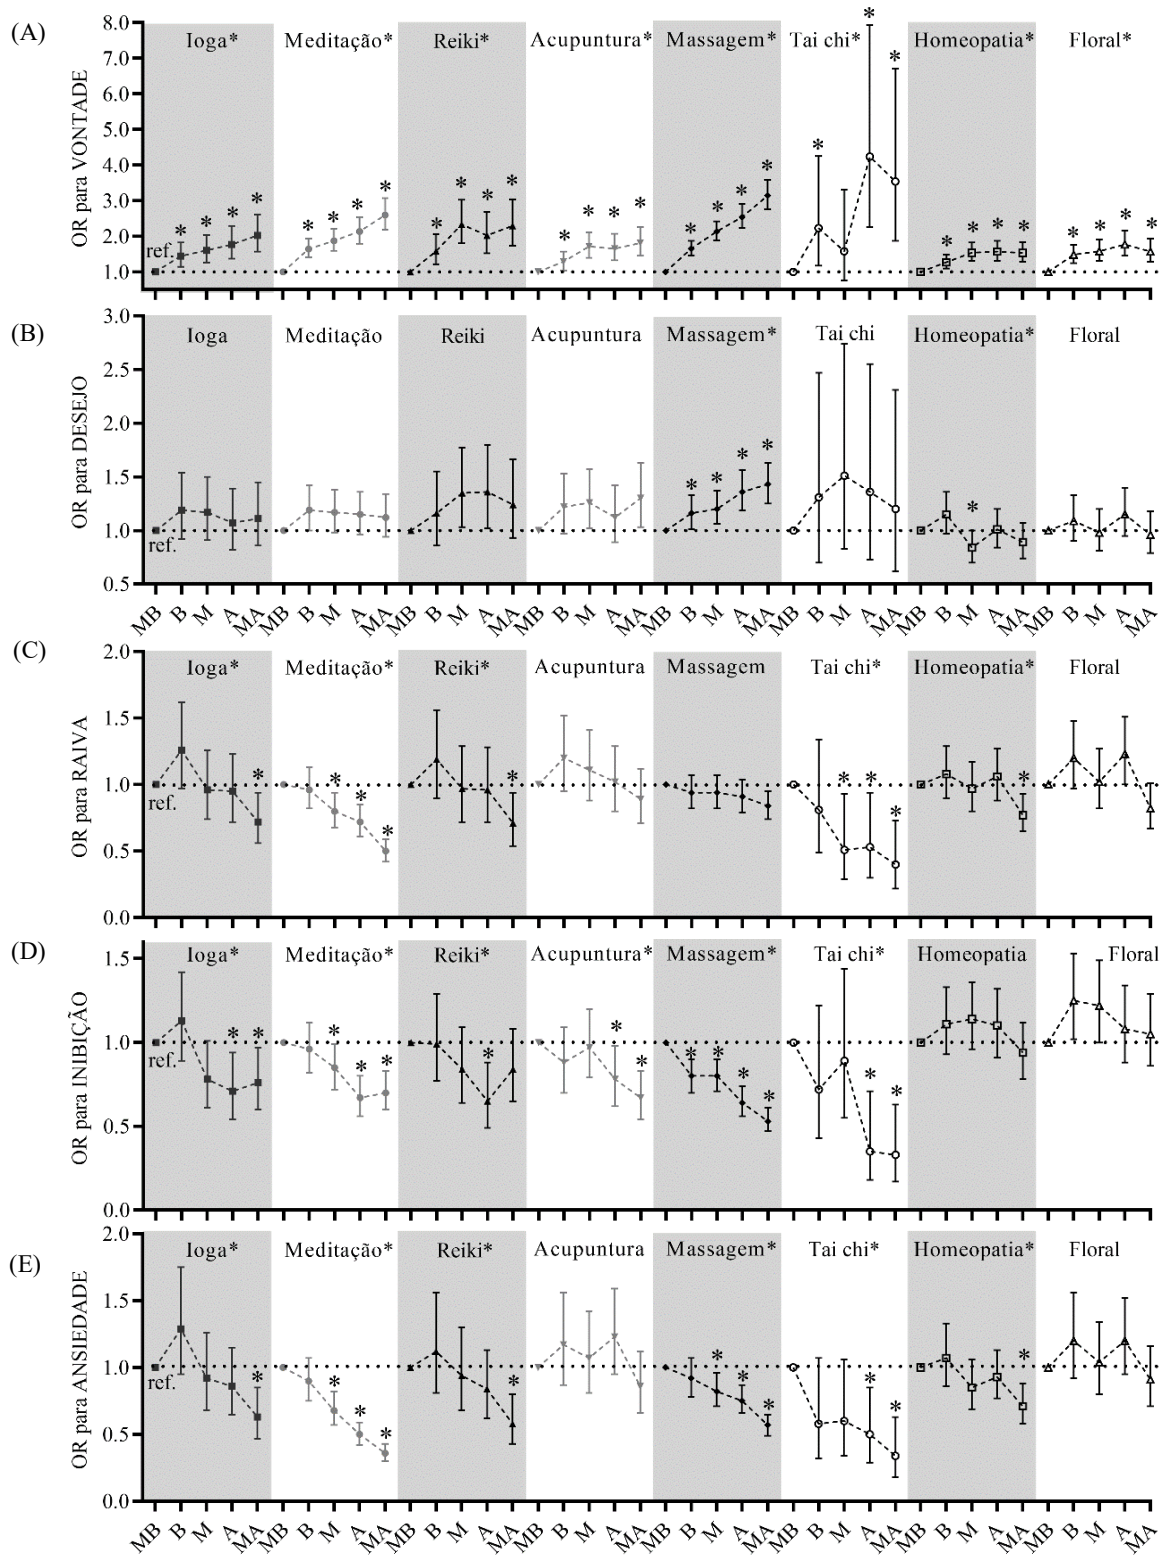 (A)
OR para VONTADE
8.0
7.0
6.0
5.0
4.0
3.0
2.0
1.0
Ioga* Meditação* Reiki* Acupuntura* Massagem* Tai chi* Homeopatia* Floral*
* * * * * * * * * * * * * * * * * * * * * * * * * * * * * * *
ref.
(B)
OR para DESEJO
3.0
2.5
2.0
1.5
1.0
0.5
Ioga Meditação Reiki Acupuntura Massagem* Tai chi Homeopatia* Floral
* * * * *
ref.
MB B M A MA MB B M A MA MB B M A MA MB B M A MA MB B M A MA MB B M A MA MB B M A MA MB B M A MA
(C)
OR para RAIVA
2.0
1.5
1.0
0.5
0.0
Ioga* Meditação* Reiki* Acupuntura Massagem Tai chi* Homeopatia* Floral
* * * * * * * * *
ref.
(D)
OR para INIBIÇÃO
1.5
1.0
0.5
0.0
Ioga* Meditação* Reiki* Acupuntura* Massagem* Tai chi* Homeopatia Floral
* * * * * * * * * * * * * *
ref.
(E)
OR para ANSIEDADE
2.0
1.5
1.0
0.5
0.0
Ioga* Meditação* Reiki* Acupuntura Massagem* Tai chi* Homeopatia* Floral
* * * * * * * * * * *
ref.
MB B M A MA MB B M A MA MB B M A MA MB B M A MA MB B M A MA MB B M A MA MB B M A MA MB B M A MA